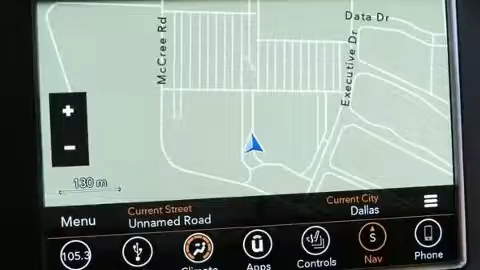 Data Dr
McCree Rd
Executive Dr
+
-
130 m
Menu
Current Street
Unnamed Road
Current City
Dallas
105.3
Climate
ü
Apps
Controls
S
Nav
Phone